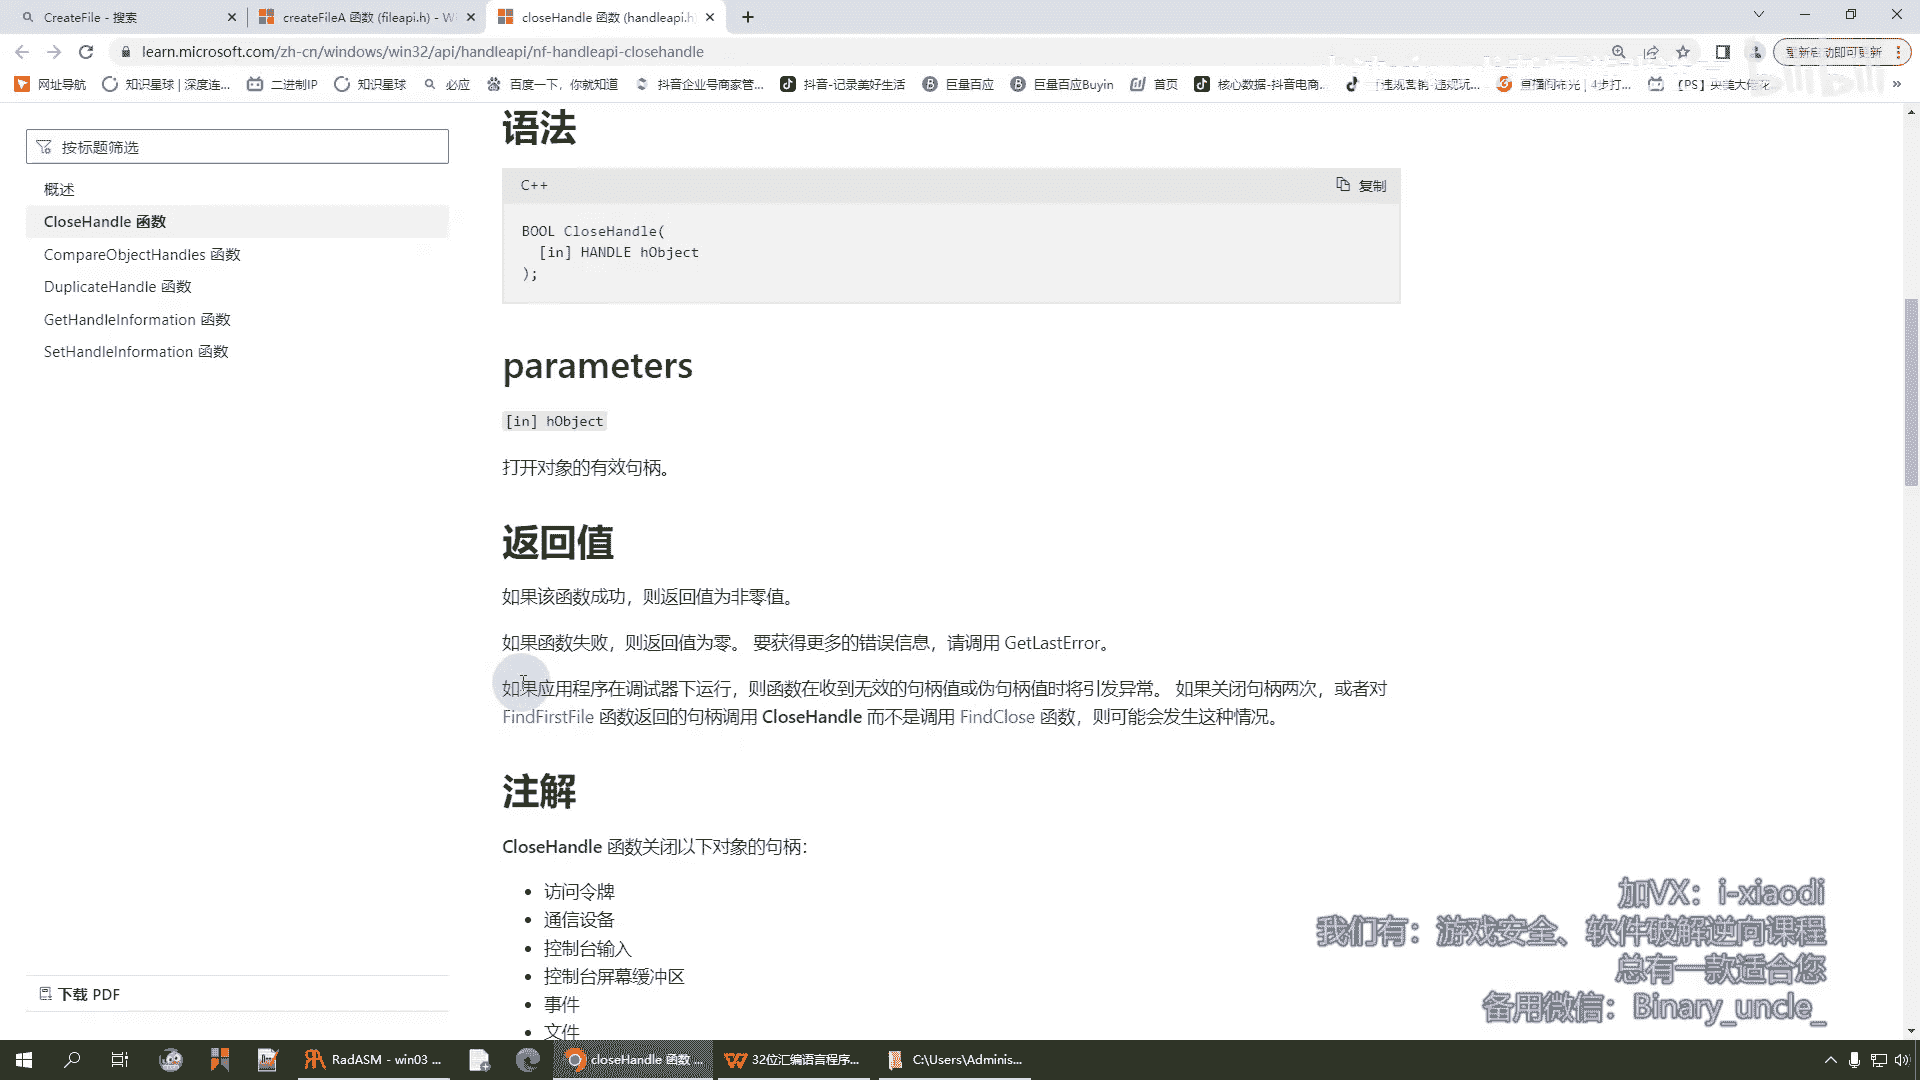 CreateFile - 搜索
createFileA 函数 (fileapi.h) - W
closeHandle 函数 (handleapi.h
learn.microsoft.com/zh-cn/windows/win32/api/handleapi/nf-handleapi-closehandle
重新启动即可更新
网址导航
知识星球 | 深度连...
二进制IP
知识星球
必应
百度一下，你就知道
抖音企业号商家管...
抖音-记录美好生活
巨量百应
巨量百应Buyin
首页
核心数据-抖音电商...
按标题筛选
概述
CloseHandle 函数
CompareObjectHandles 函数
DuplicateHandle 函数
GetHandleInformation 函数
SetHandleInformation 函数
下载 PDF
语法
C++
复制
BOOL CloseHandle(
[in] HANDLE hObject
);
parameters
[in] hObject
打开对象的有效句柄。
返回值
如果该函数成功，则返回值为非零值。
如果函数失败，则返回值为零。 要获得更多的错误信息，请调用 GetLastError。
如果应用程序在调试器下运行，则函数在收到无效的句柄值或伪句柄值时将引发异常。 如果关闭句柄两次，或者对
FindFirstFile 函数返回的句柄调用 CloseHandle 而不是调用 FindClose 函数，则可能会发生这种情况。
注解
CloseHandle 函数关闭以下对象的句柄：
访问令牌
通信设备
控制台输入
控制台屏幕缓冲区
事件
文件
加VX：i-xiaodi
我们有：游戏安全、软件破解逆向课程
总有一款适合您
备用微信：Binary_uncle_
RadASM - win03 ...
closeHandle 函数 ...
32位汇编语言程序...
C:\Users\Adminis...